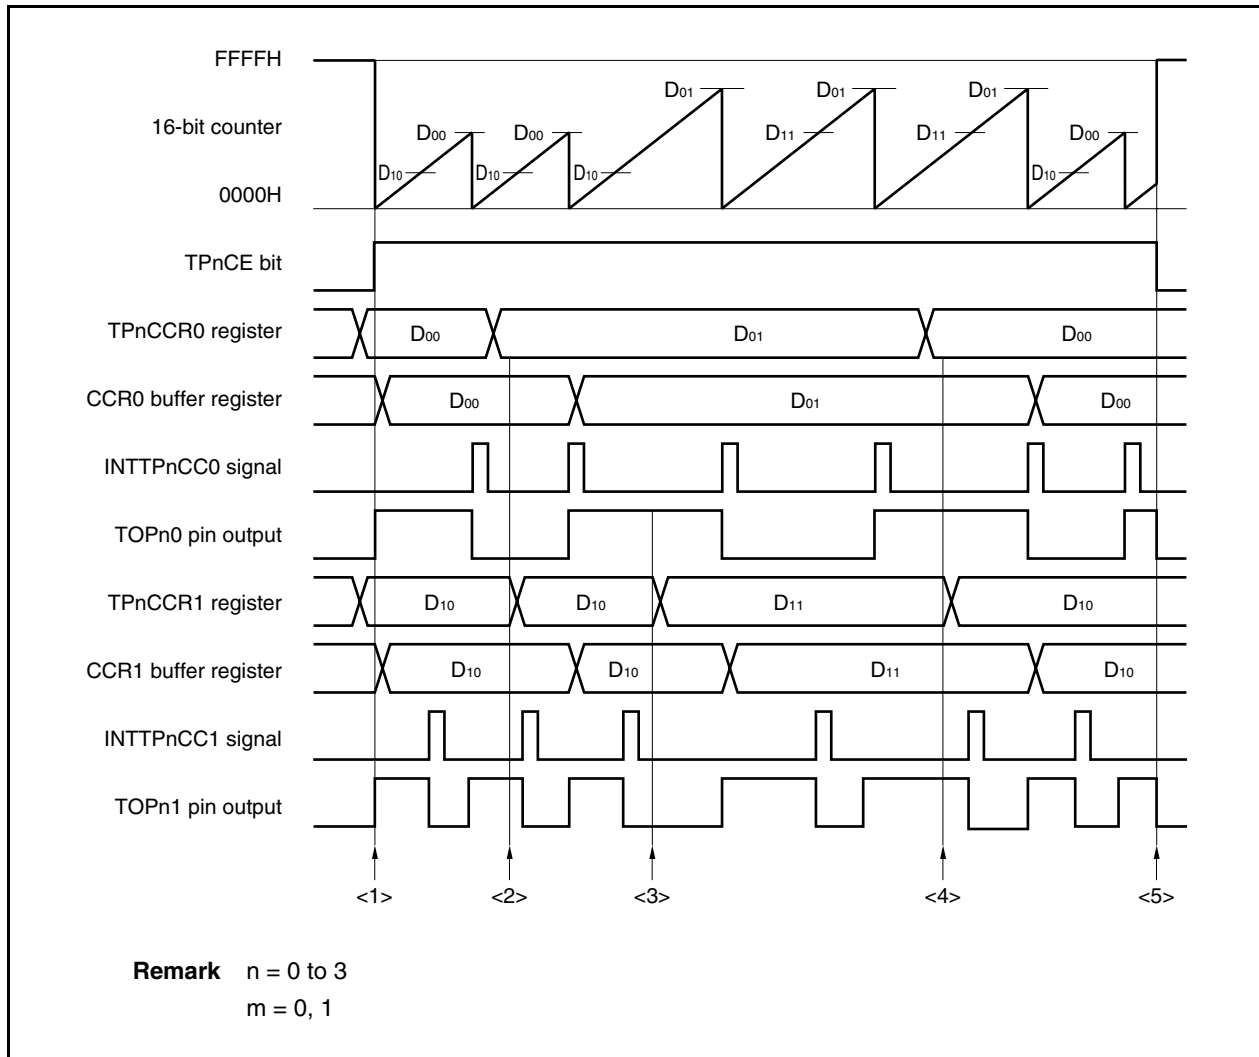 FFFFH
D01 D01 D01
16-bit counter D00 D00 D11 D11 D00
D10 D10 D10 D10
0000H
TPnCE bit
TPnCCR0 register D00 D01 D00
CCR0 buffer register D00 D01 D00
INTTPnCC0 signal
TOPn0 pin output
TPnCCR1 register D10 D10 D11 D10
CCR1 buffer register D10 D10 D11 D10
INTTPnCC1 signal
TOPn1 pin output
<1> <2> <3> <4> <5>
Remark n = 0 to 3
m = 0, 1